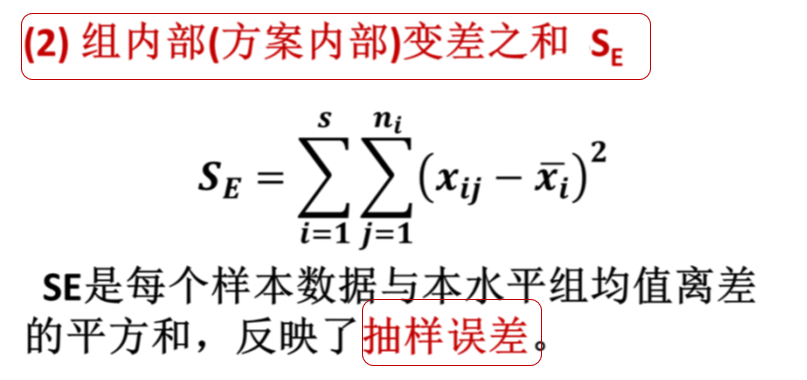 (2) 组内部(方案内部)变差之和 S_E
S_E = \sum_{i=1}^{s} \sum_{j=1}^{n_i} (x_{ij} - \overline{x}_i)^2
SE是每个样本数据与本水平组均值离差
的平方和，反映了抽样误差。